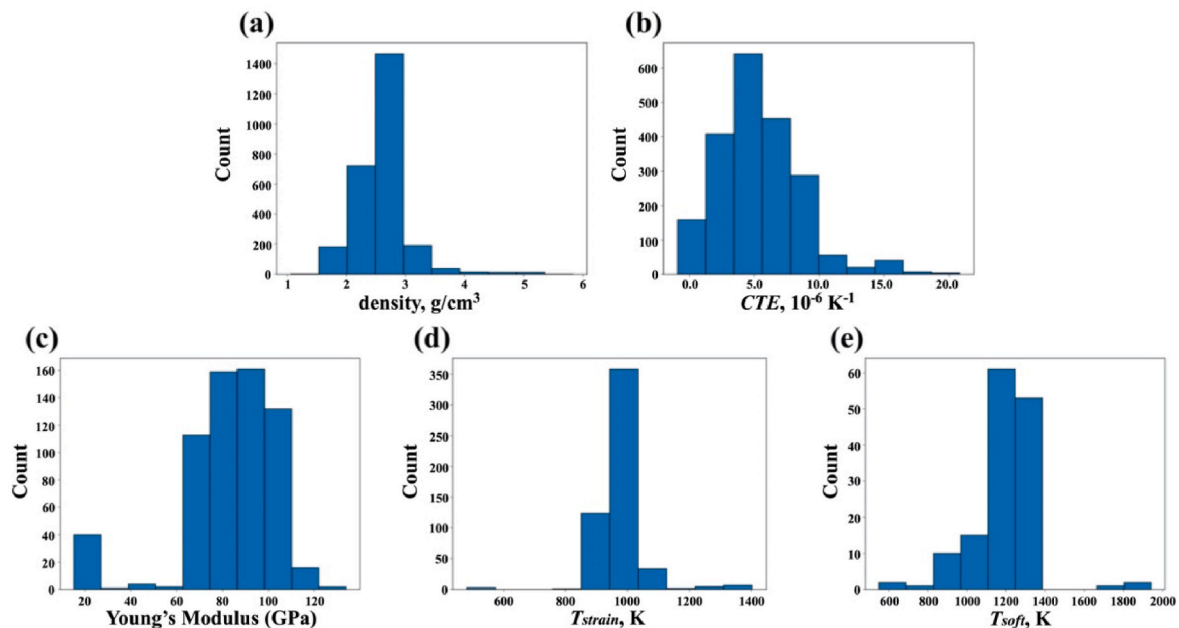 (a)
1400
1200
1000
800
600
400
200
0
Count
1 2 3 4 5 6
density, g/cm³
(b)
600
500
400
300
200
100
0
Count
0.0 5.0 10.0 15.0 20.0
CTE, 10⁻⁶ K⁻¹
(c)
160
140
120
100
80
60
40
20
0
Count
20 40 60 80 100 120
Young's Modulus (GPa)
(d)
350
300
250
200
150
100
50
0
Count
600 800 1000 1200 1400
Tstrain, K
(e)
60
50
40
30
20
10
0
Count
600 800 1000 1200 1400 1600 1800 2000
Tsoft, K